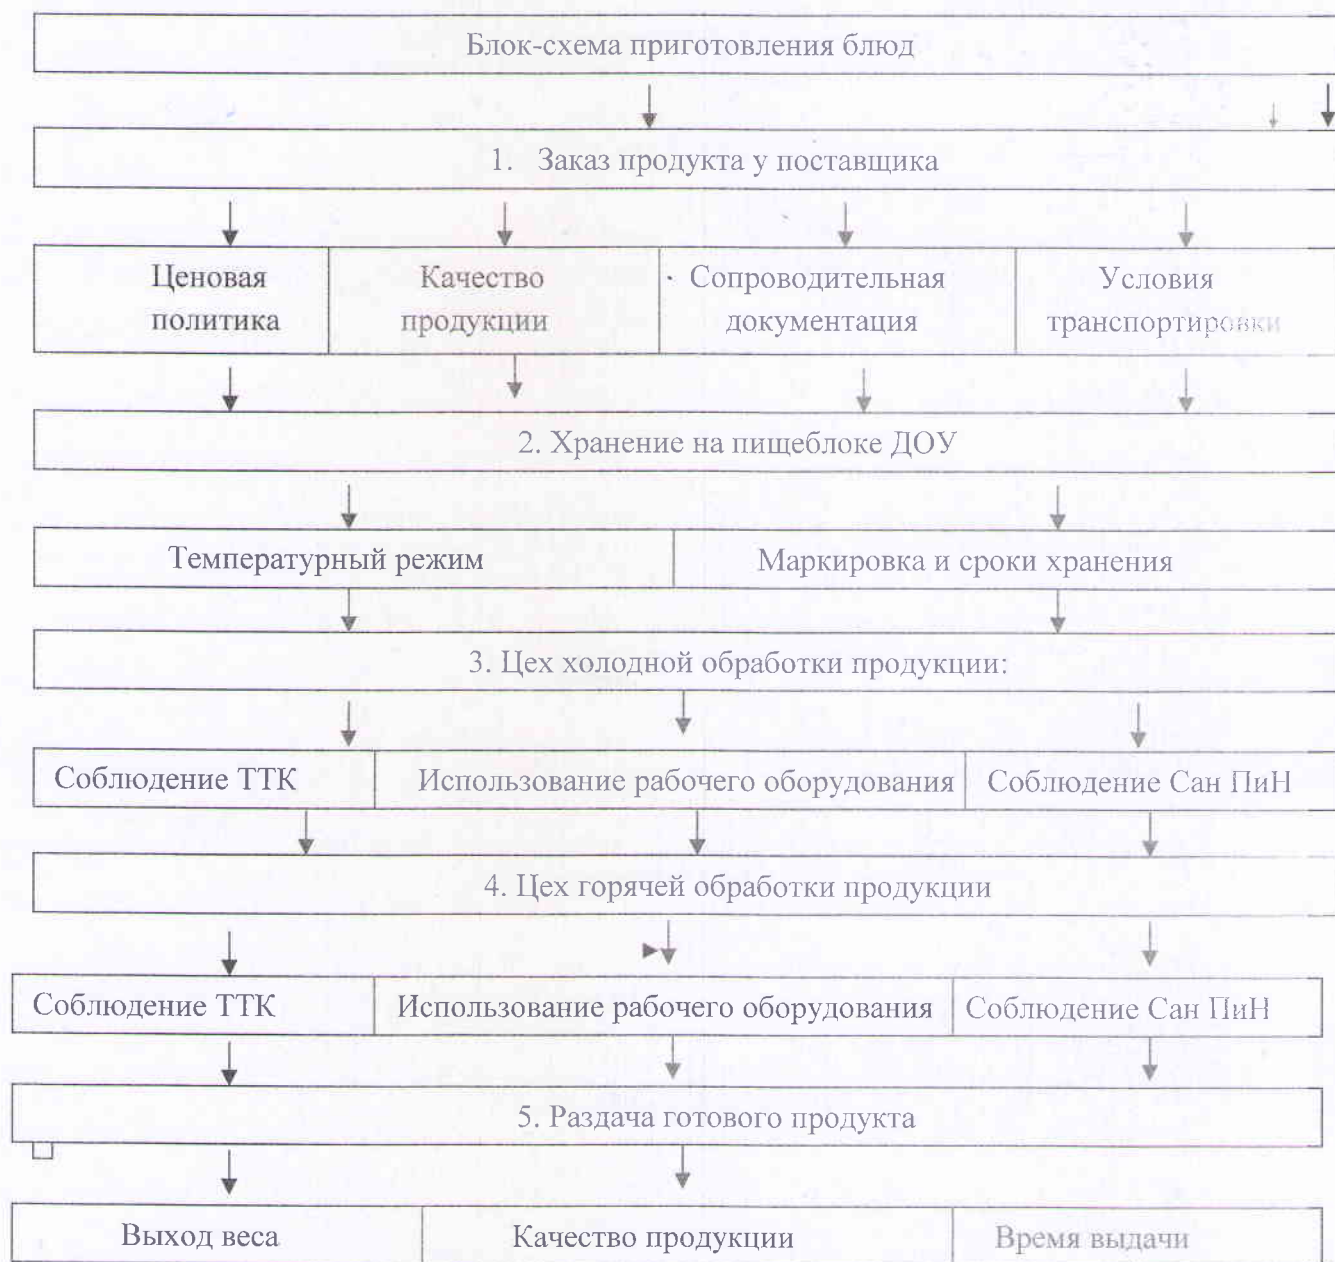 Блок-схема приготовления блюд
1. Заказ продукта у поставщика
Ценовая политика
Качество продукции
Сопроводительная документация
Условия транспортировки
2. Хранение на пищеблоке ДОУ
Температурный режим
Маркировка и сроки хранения
3. Цех холодной обработки продукции:
Соблюдение ТТК
Использование рабочего оборудования
Соблюдение Сан ПиН
4. Цех горячей обработки продукции
Соблюдение ТТК
Использование рабочего оборудования
Соблюдение Сан ПиН
5. Раздача готового продукта
Выход веса
Качество продукции
Время выдачи